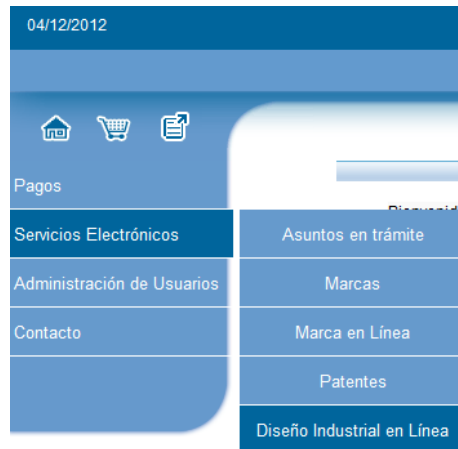 04/12/2012
Pagos
Servicios Electrónicos
Administración de Usuarios
Contacto
Asuntos en trámite
Marcas
Marca en Línea
Patentes
Diseño Industrial en Línea